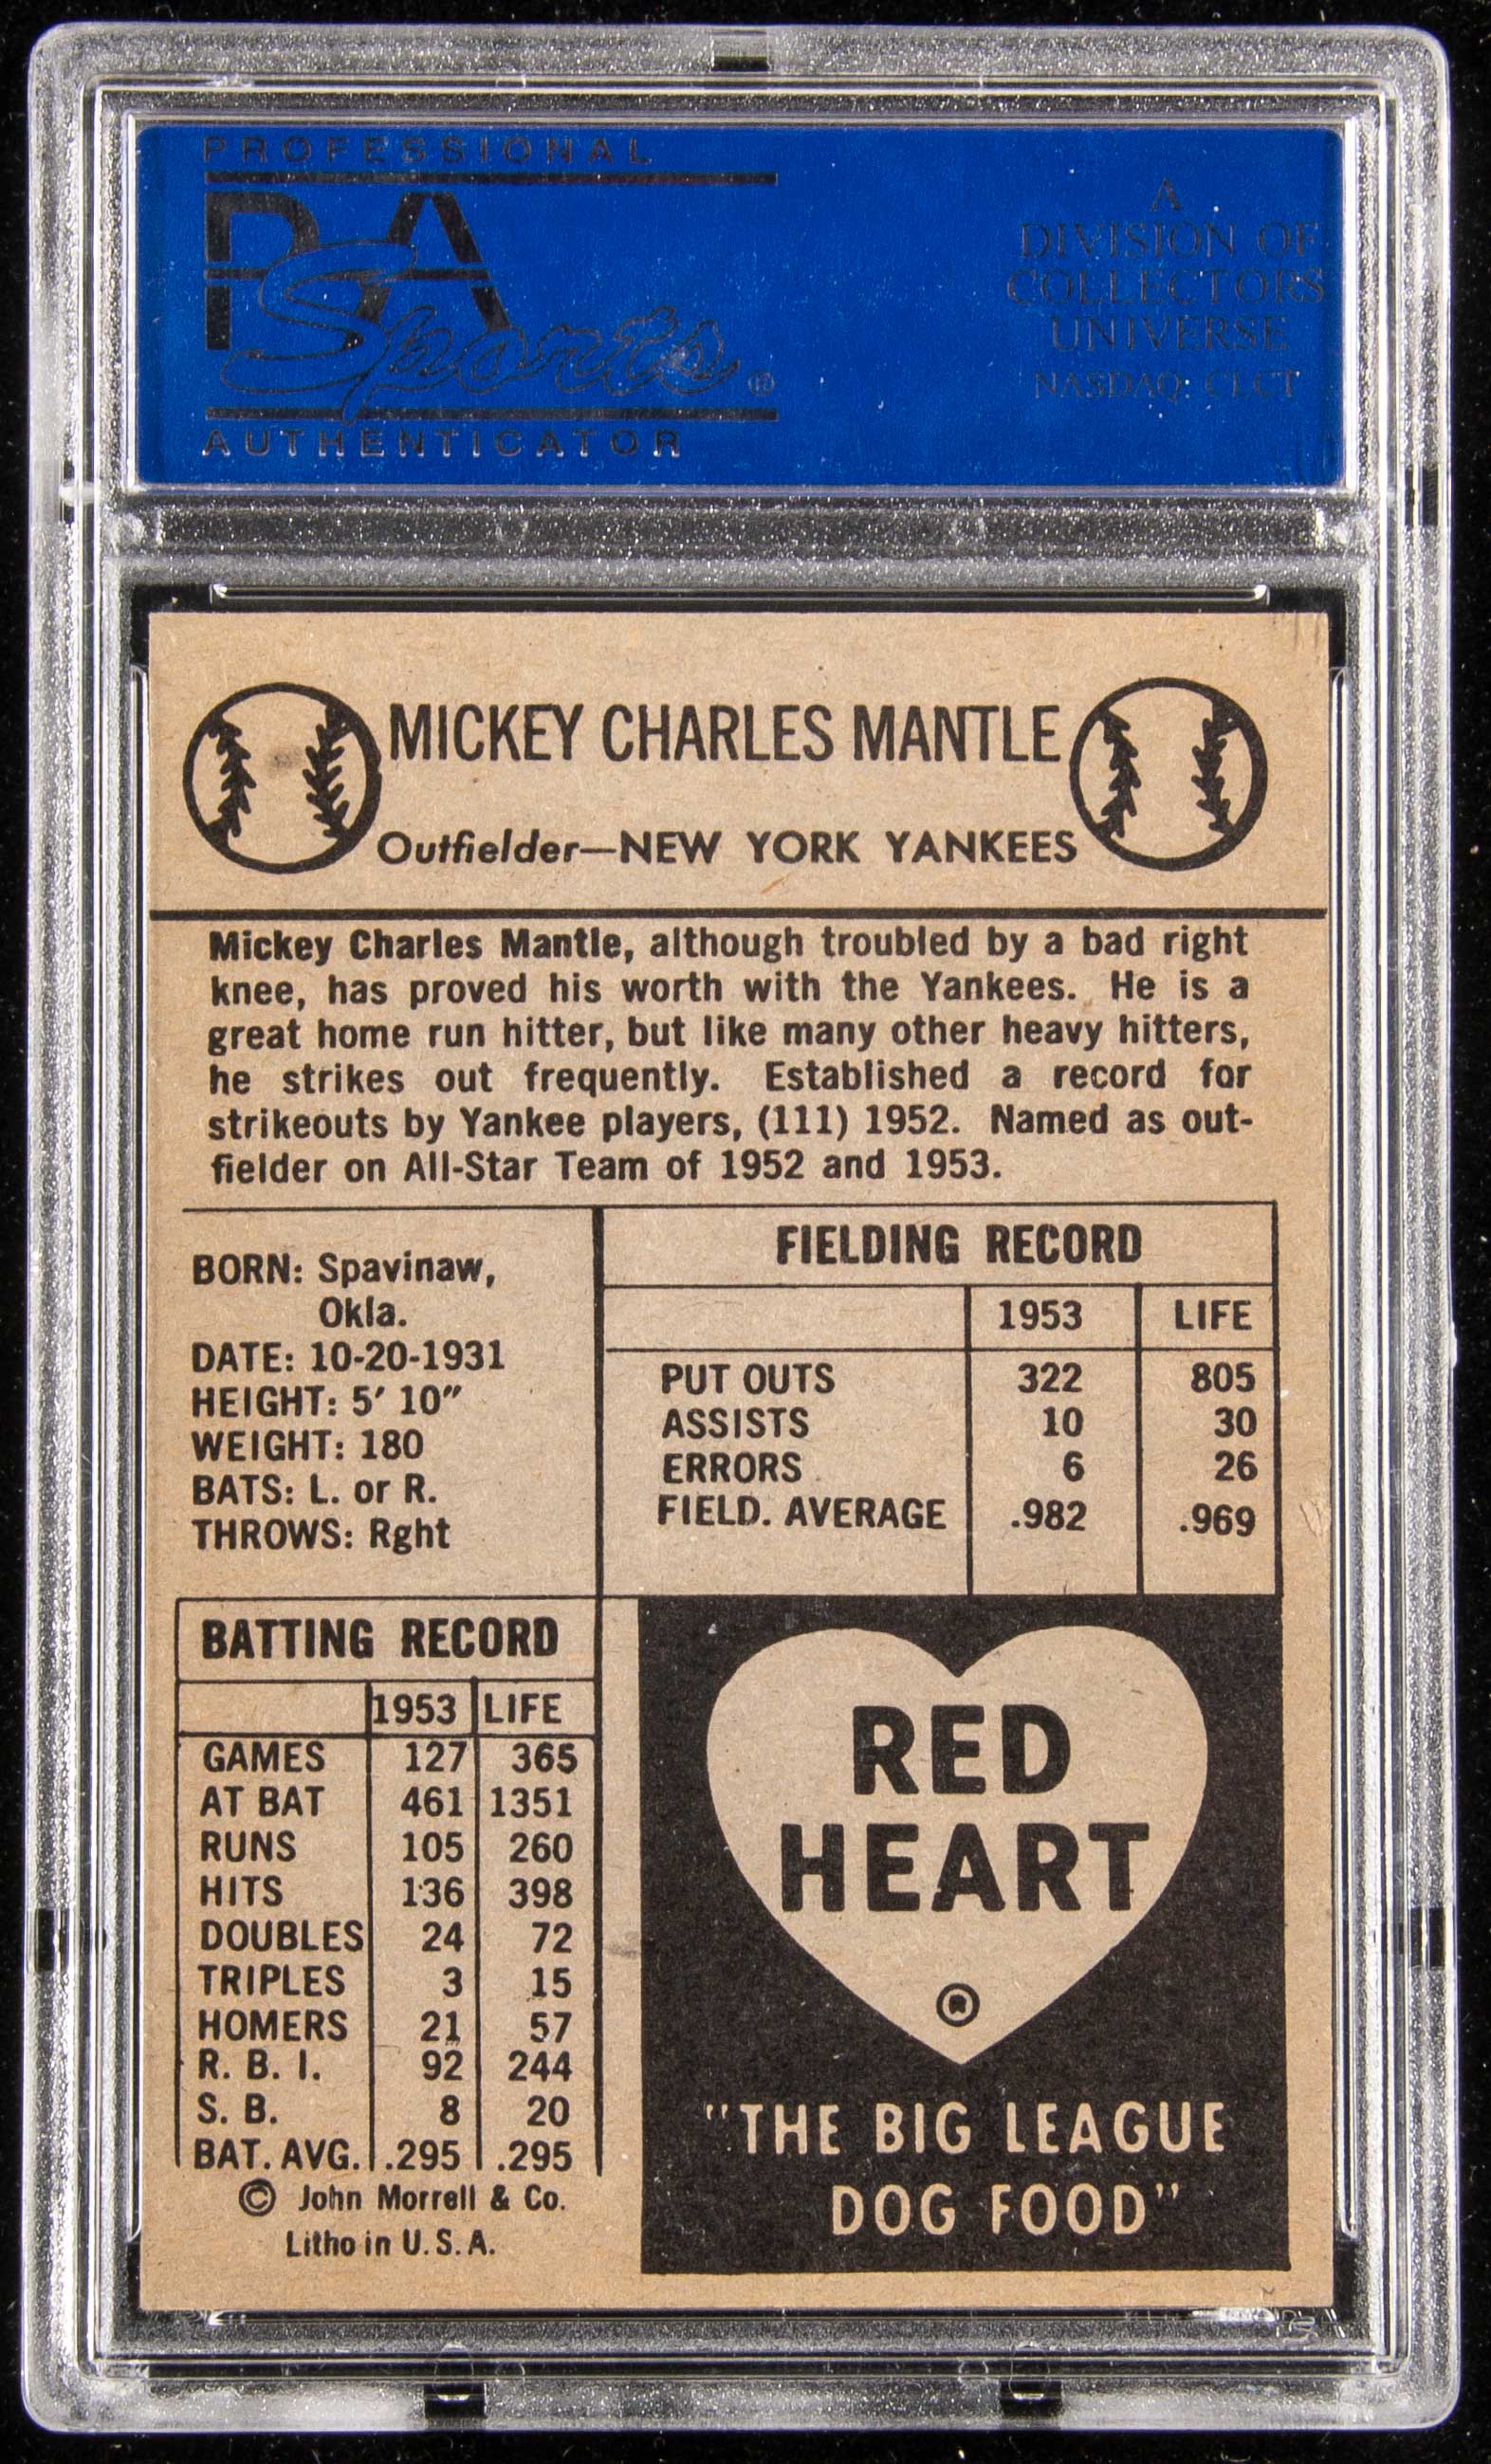 PROFESSIONAL
PSA
Sports®
AUTHENTICATOR
A
DIVISION OF
COLLECTORS
UNIVERSE
NASDAQ: CLCT
MICKEY CHARLES MANTLE
Outfielder—NEW YORK YANKEES
Mickey Charles Mantle, although troubled by a bad right
knee, has proved his worth with the Yankees. He is a
great home run hitter, but like many other heavy hitters,
he strikes out frequently. Established a record for
strikeouts by Yankee players, (111) 1952. Named as out-
fielder on All-Star Team of 1952 and 1953.
BORN: Spavinaw,
Okla.
DATE: 10-20-1931
HEIGHT: 5′ 10″
WEIGHT: 180
BATS: L. or R.
THROWS: Rght
FIELDING RECORD
1953 LIFE
PUT OUTS 322 805
ASSISTS 10 30
ERRORS 6 26
FIELD. AVERAGE .982 .969
BATTING RECORD
1953 LIFE
GAMES 127 365
AT BAT 461 1351
RUNS 105 260
HITS 136 398
DOUBLES 24 72
TRIPLES 3 15
HOMERS 21 57
R. B. I. 92 244
S. B. 8 20
BAT. AVG. .295 .295
© John Morrell & Co.
Litho in U.S.A.
RED
HEART
®
"THE BIG LEAGUE
DOG FOOD"